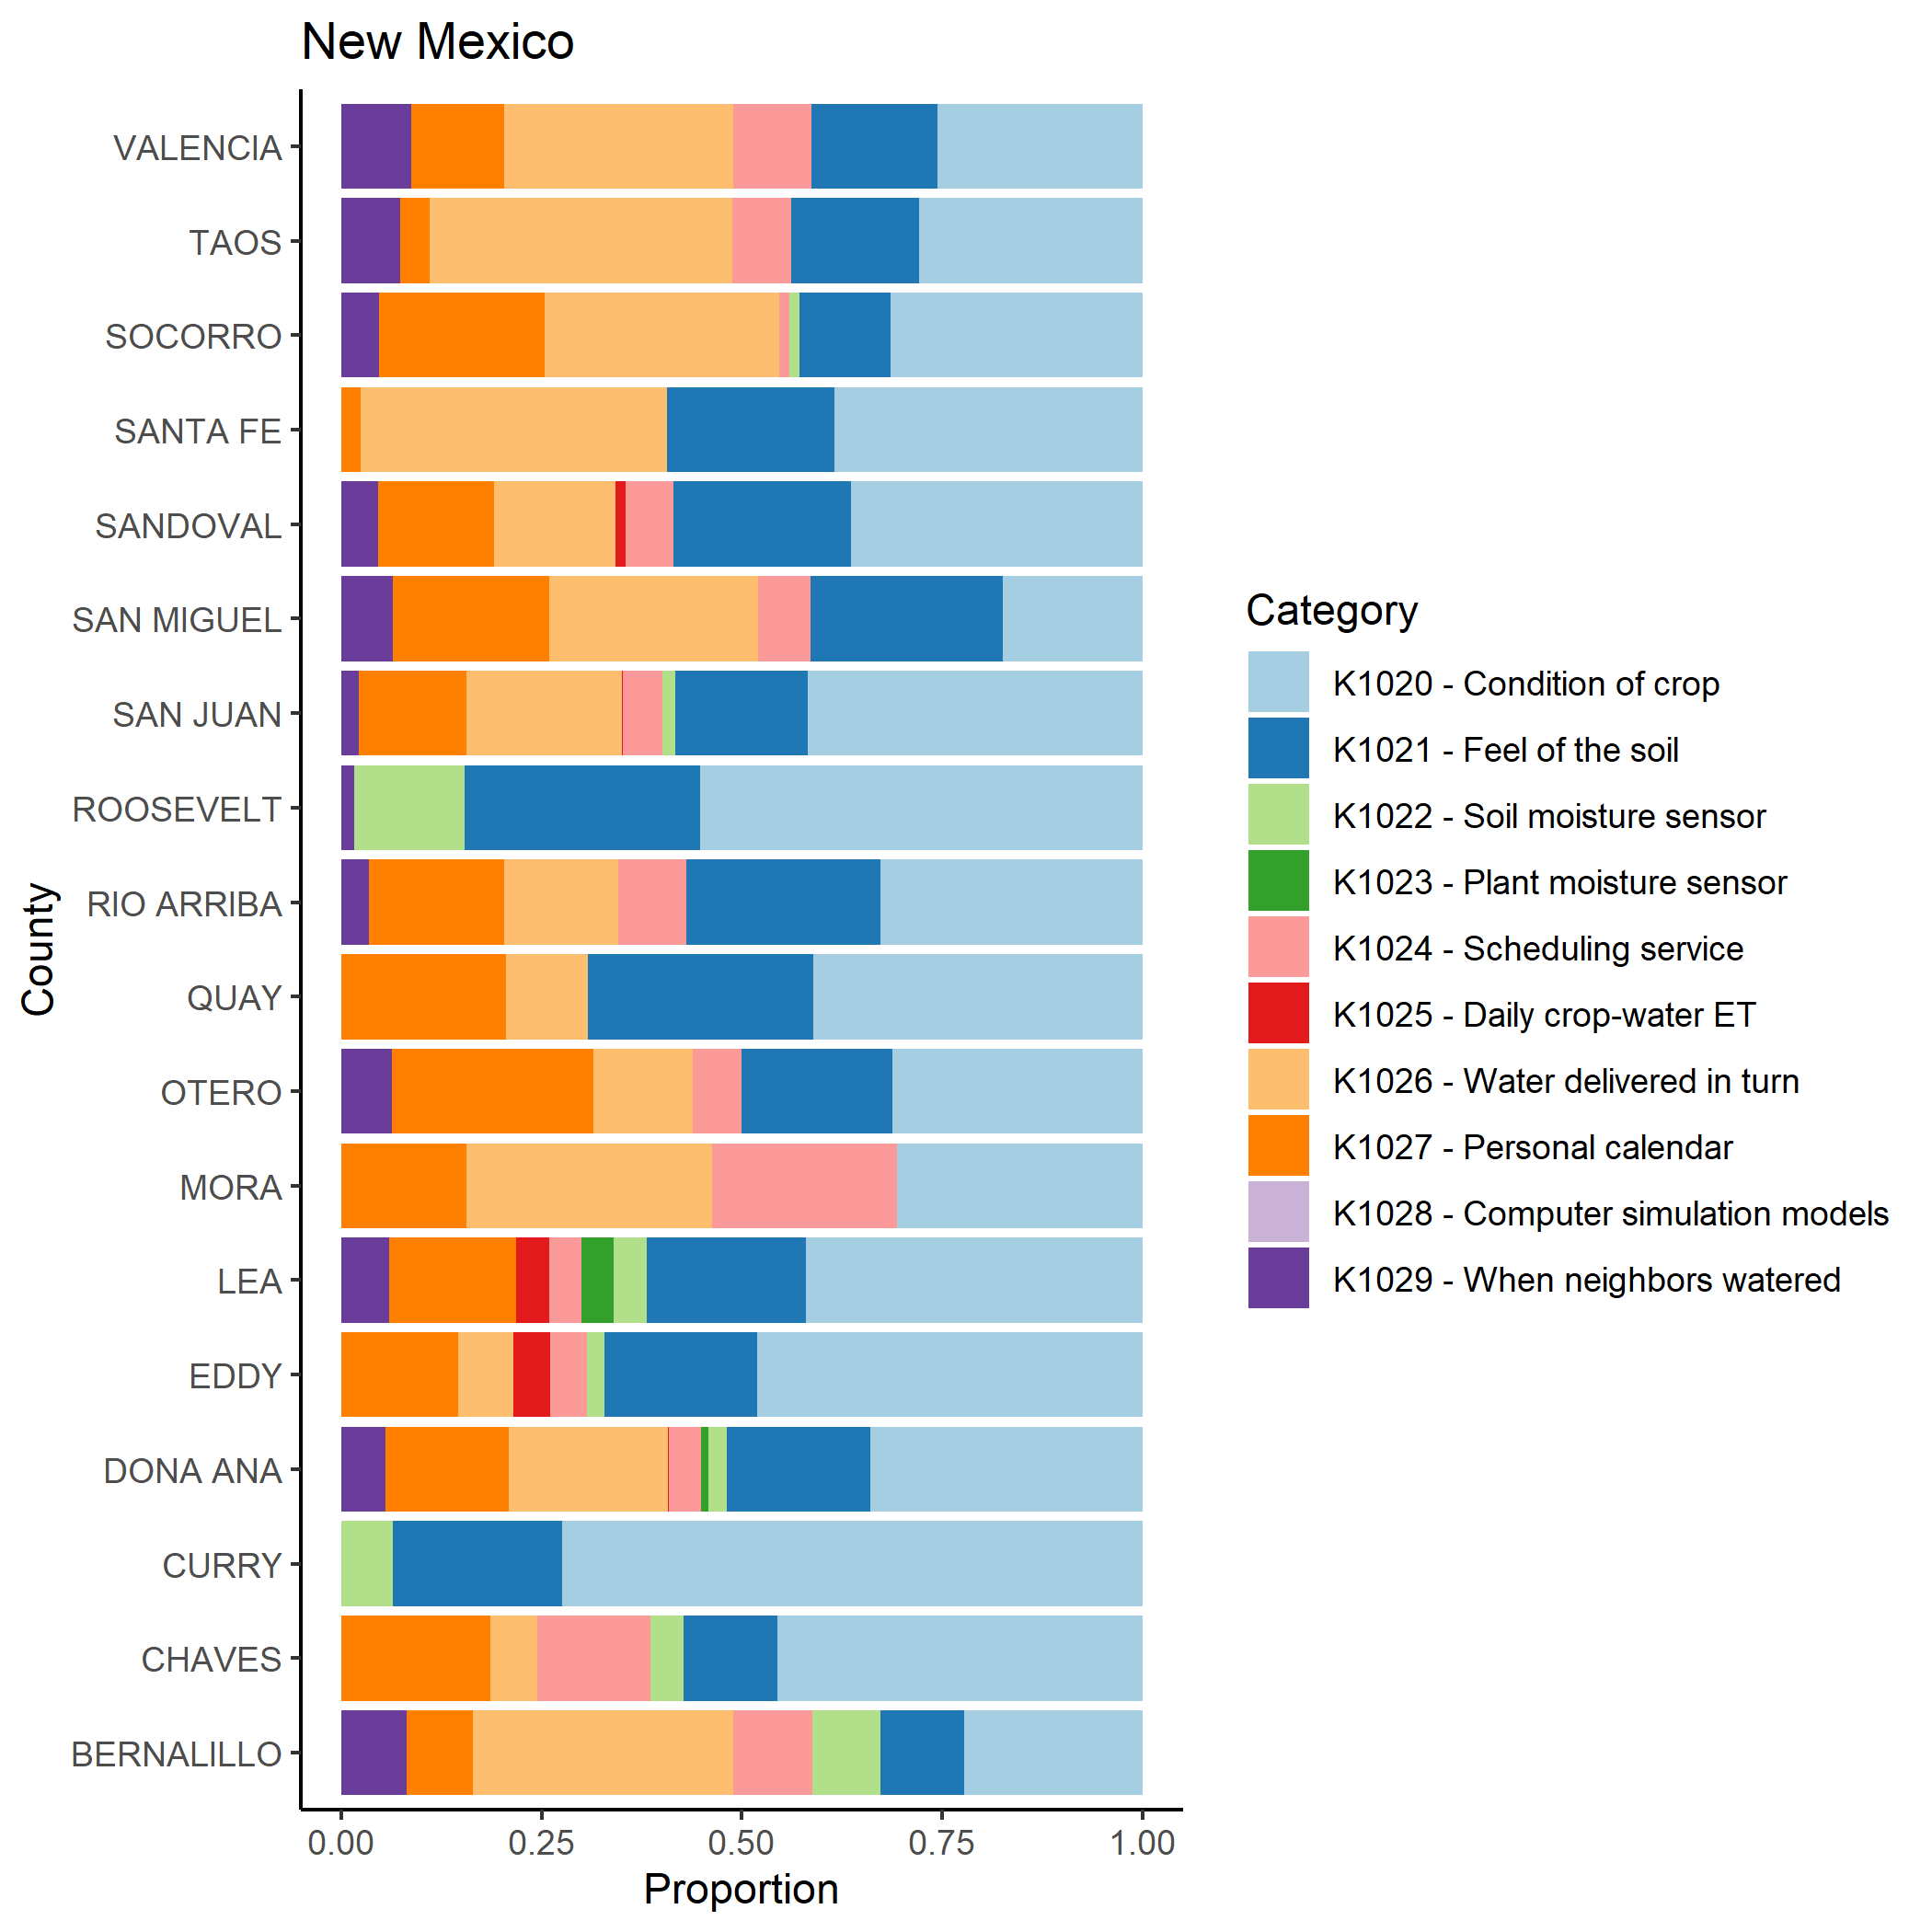 New Mexico
VALENCIA
TAOS
SOCORRO
SANTA FE
SANDOVAL
SAN MIGUEL
SAN JUAN
ROOSEVELT
RIO ARRIBA
QUAY
OTERO
MORA
LEA
EDDY
DONA ANA
CURRY
CHAVES
BERNALILLO
County
0.00 0.25 0.50 0.75 1.00
Proportion
Category
K1020 - Condition of crop
K1021 - Feel of the soil
K1022 - Soil moisture sensor
K1023 - Plant moisture sensor
K1024 - Scheduling service
K1025 - Daily crop-water ET
K1026 - Water delivered in turn
K1027 - Personal calendar
K1028 - Computer simulation models
K1029 - When neighbors watered